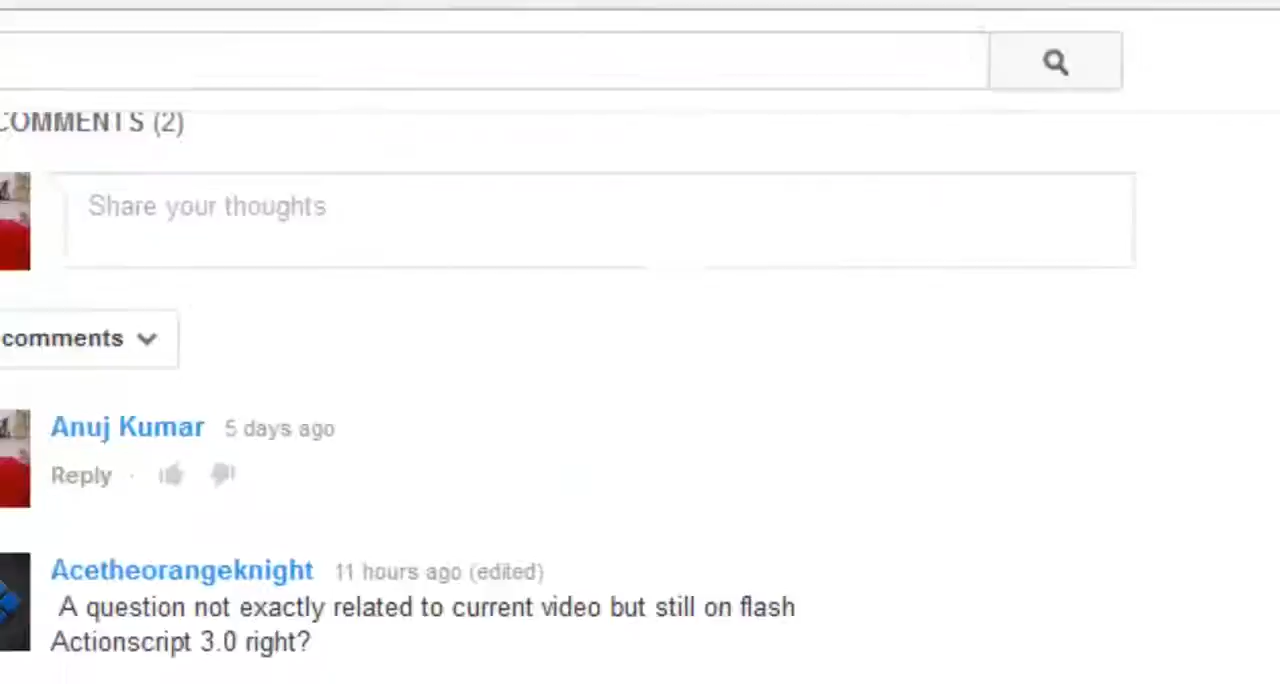 COMMENTS (2)
Share your thoughts
comments
Anuj Kumar 5 days ago
Reply ·
Acetheorangeknight 11 hours ago (edited)
A question not exactly related to current video but still on flash
Actionscript 3.0 right?